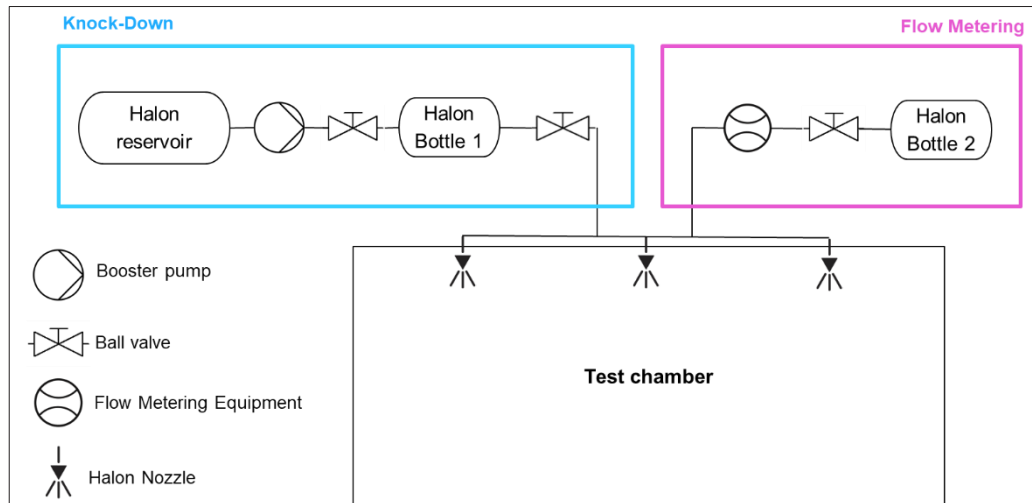 Knock-Down
Flow Metering
Halon
reservoir
Halon
Bottle 1
Halon
Bottle 2
Booster pump
Ball valve
Flow Metering Equipment
Halon Nozzle
Test chamber